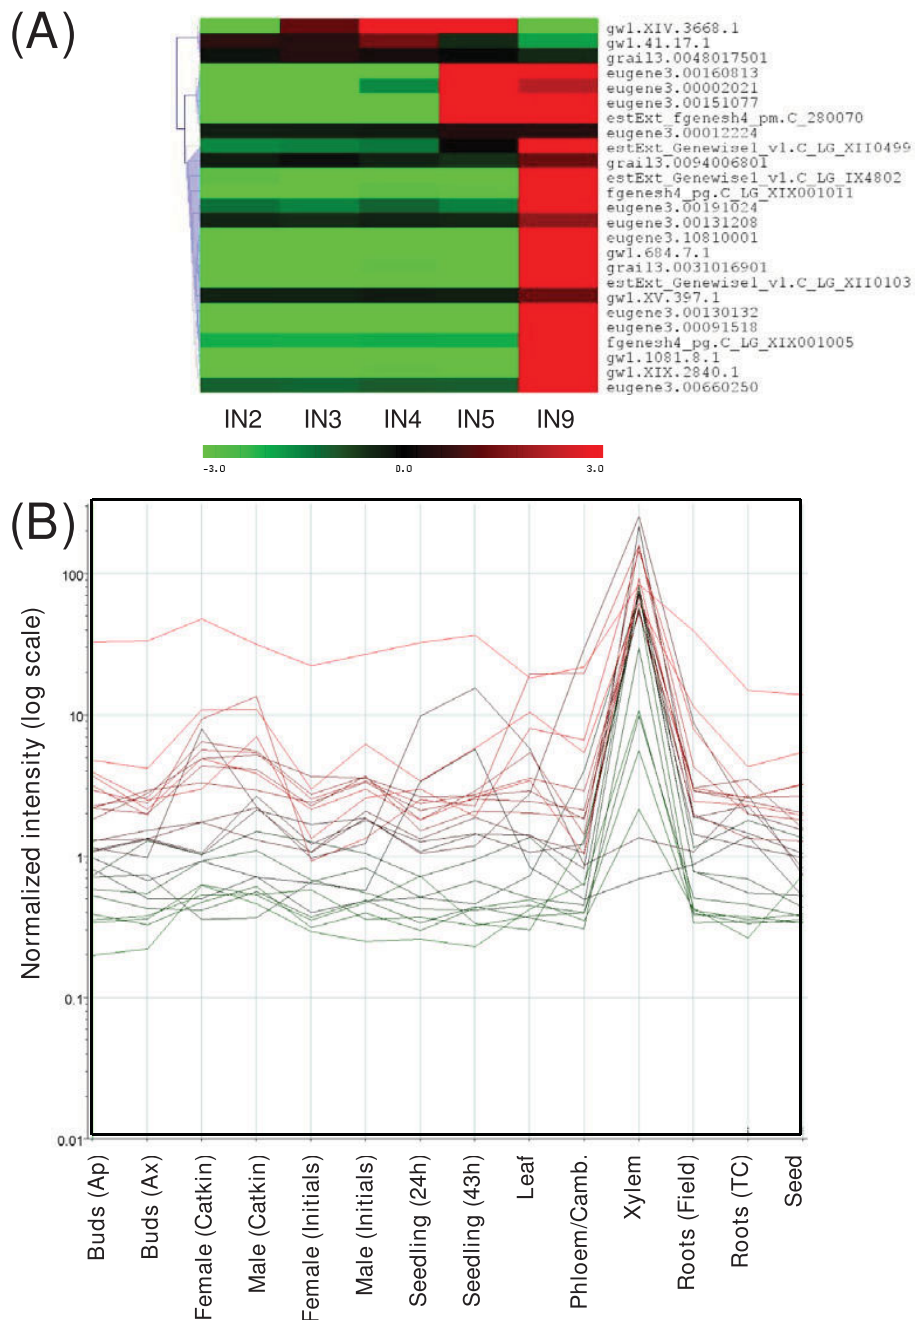 (A)
gw1.XIV.3668.1
gw1.41.17.1
grail3.0048017501
eugene3.00160813
eugene3.00002021
eugene3.00151077
estExt_fgenesh4_pm.C_280070
eugene3.00012224
estExt_Genewise1_v1.C_LG_XII0499
grail3.0094006801
estExt_Genewise1_v1.C_LG_IX4802
fgenesh4_pg.C_LG_XIX001011
eugene3.00191024
eugene3.00131208
eugene3.10810001
gw1.684.7.1
grail3.0031016901
estExt_Genewise1_v1.C_LG_XII0103
gw1.XV.397.1
eugene3.00130132
eugene3.00091518
fgenesh4_pg.C_LG_XIX001005
gw1.1081.8.1
gw1.XIX.2840.1
eugene3.00660250
IN2 IN3 IN4 IN5 IN9
-3.0 0.0 3.0
(B)
Normalized intensity (log scale)
100
10
1
0.1
0.01
Buds (Ap)
Buds (Ax)
Female (Catkin)
Male (Catkin)
Female (Initials)
Male (Initials)
Seedling (24h)
Seedling (43h)
Leaf
Phloem/Camb.
Xylem
Roots (Field)
Roots (TC)
Seed